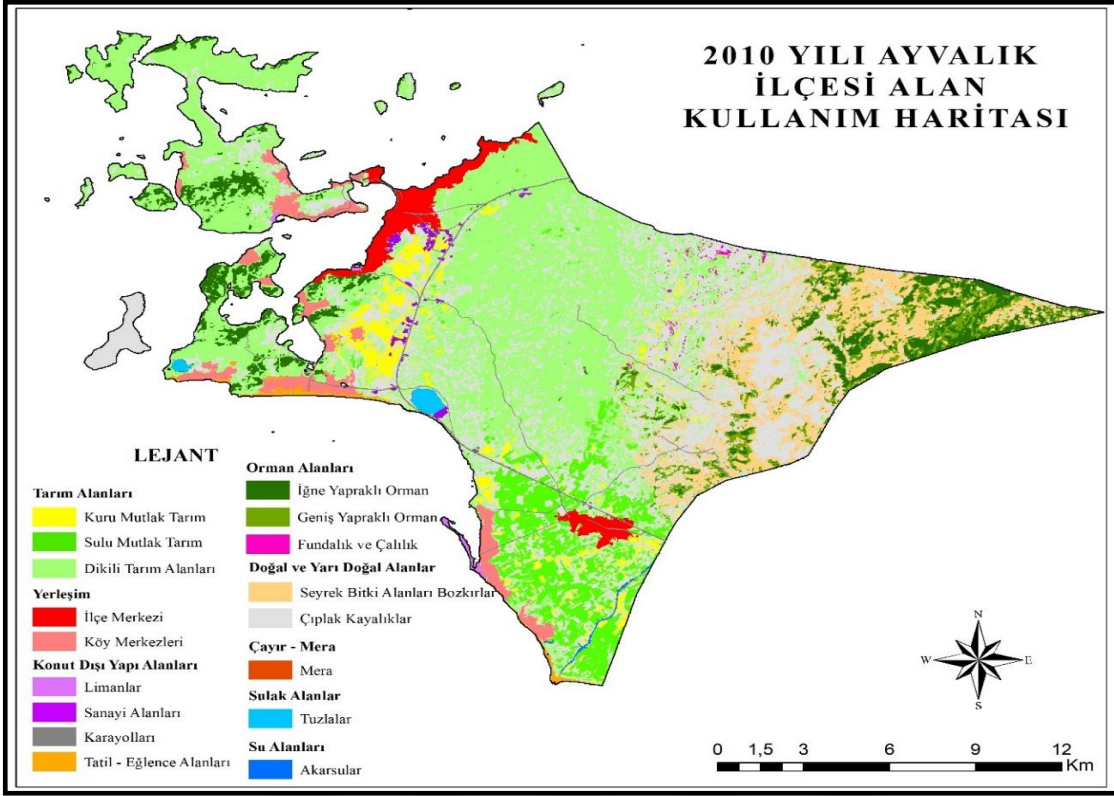 2010 YILI AYVALIK
İLÇESİ ALAN
KULLANIM HARİTASI
LEJANT
Tarım Alanları
Kuru Mutlak Tarım
Sulu Mutlak Tarım
Dikili Tarım Alanları
Yerleşim
İlçe Merkezi
Köy Merkezleri
Konut Dışı Yapı Alanları
Limanlar
Sanayi Alanları
Karayolları
Tatil - Eğlence Alanları
Orman Alanları
İğne Yapraklı Orman
Geniş Yapraklı Orman
Fundalık ve Çalılık
Doğal ve Yarı Doğal Alanlar
Seyrek Bitki Alanları Bozkırlar
Çıplak Kayalıklar
Çayır - Mera
Mera
Sulak Alanlar
Tuzlalar
Su Alanları
Akarsular
N
W E
S
0 1,5 3 6 9 12
Km